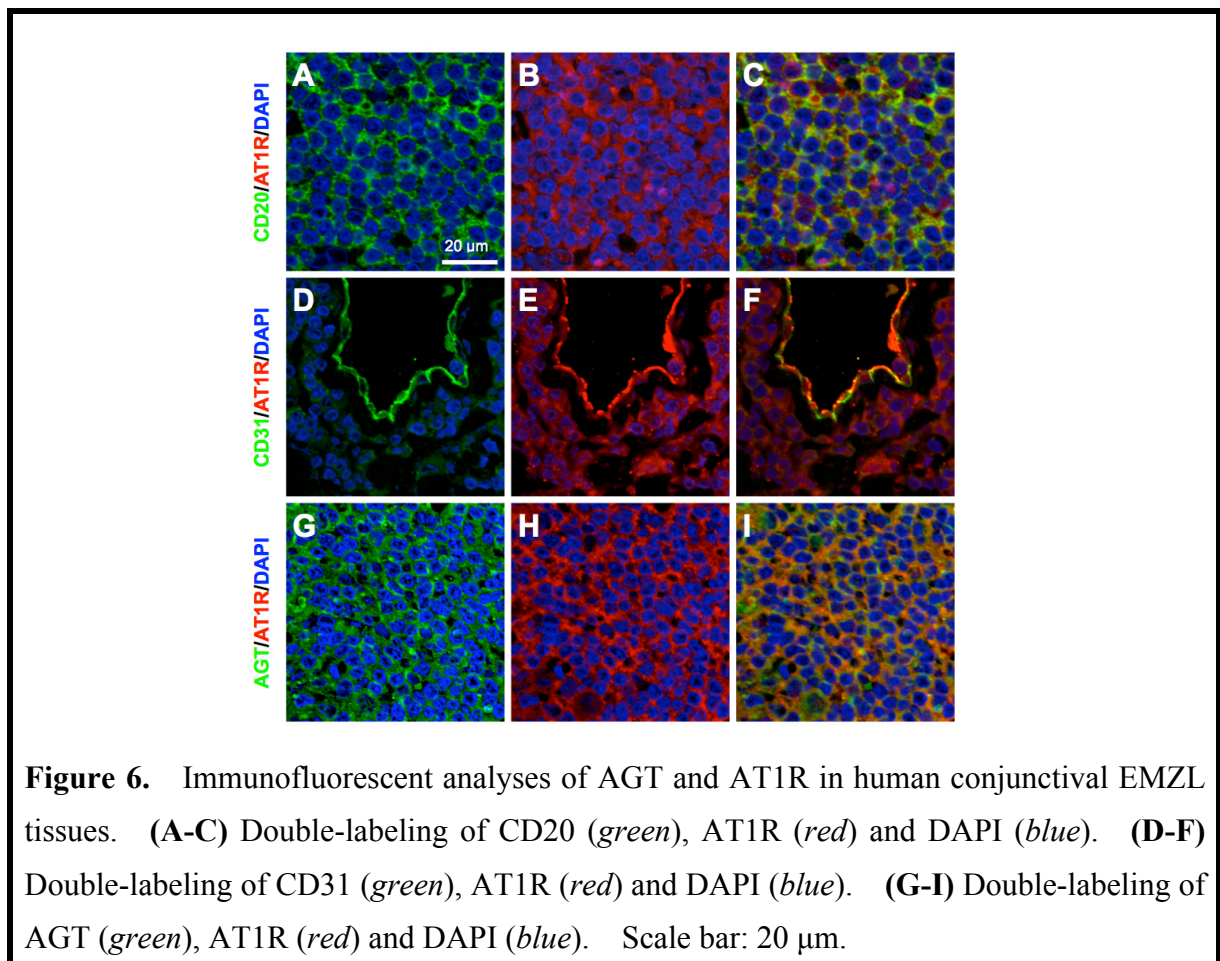 A
B
C
CD20/AT1R/DAPI
20 µm
D
E
F
CD31/AT1R/DAPI
G
H
I
AGT/AT1R/DAPI
Figure 6. Immunofluorescent analyses of AGT and AT1R in human conjunctival EMZL
tissues. (A-C) Double-labeling of CD20 (green), AT1R (red) and DAPI (blue). (D-F)
Double-labeling of CD31 (green), AT1R (red) and DAPI (blue). (G-I) Double-labeling of
AGT (green), AT1R (red) and DAPI (blue). Scale bar: 20 µm.